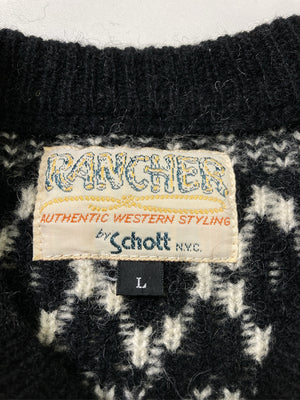 RANCHER
AUTHENTIC WESTERN STYLING
by Schott N.Y.C.
L